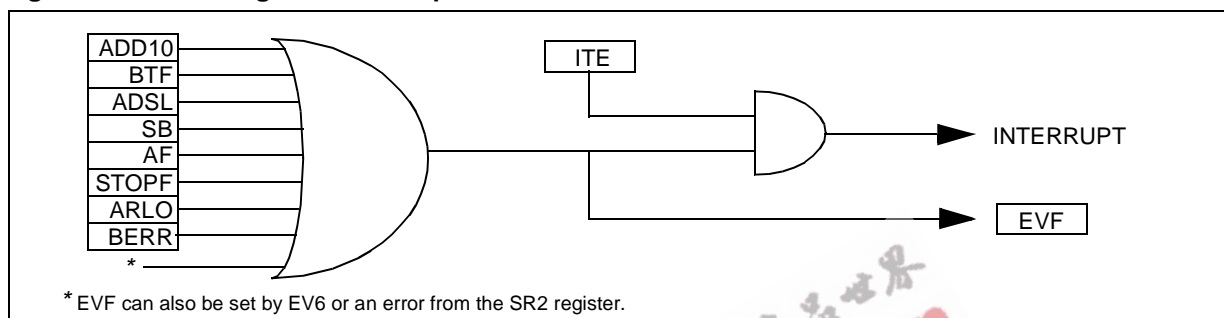 ADD10
BTF
ADSL
SB
AF
STOPF
ARLO
BERR
*
ITE
INTERRUPT
EVF
* EVF can also be set by EV6 or an error from the SR2 register.